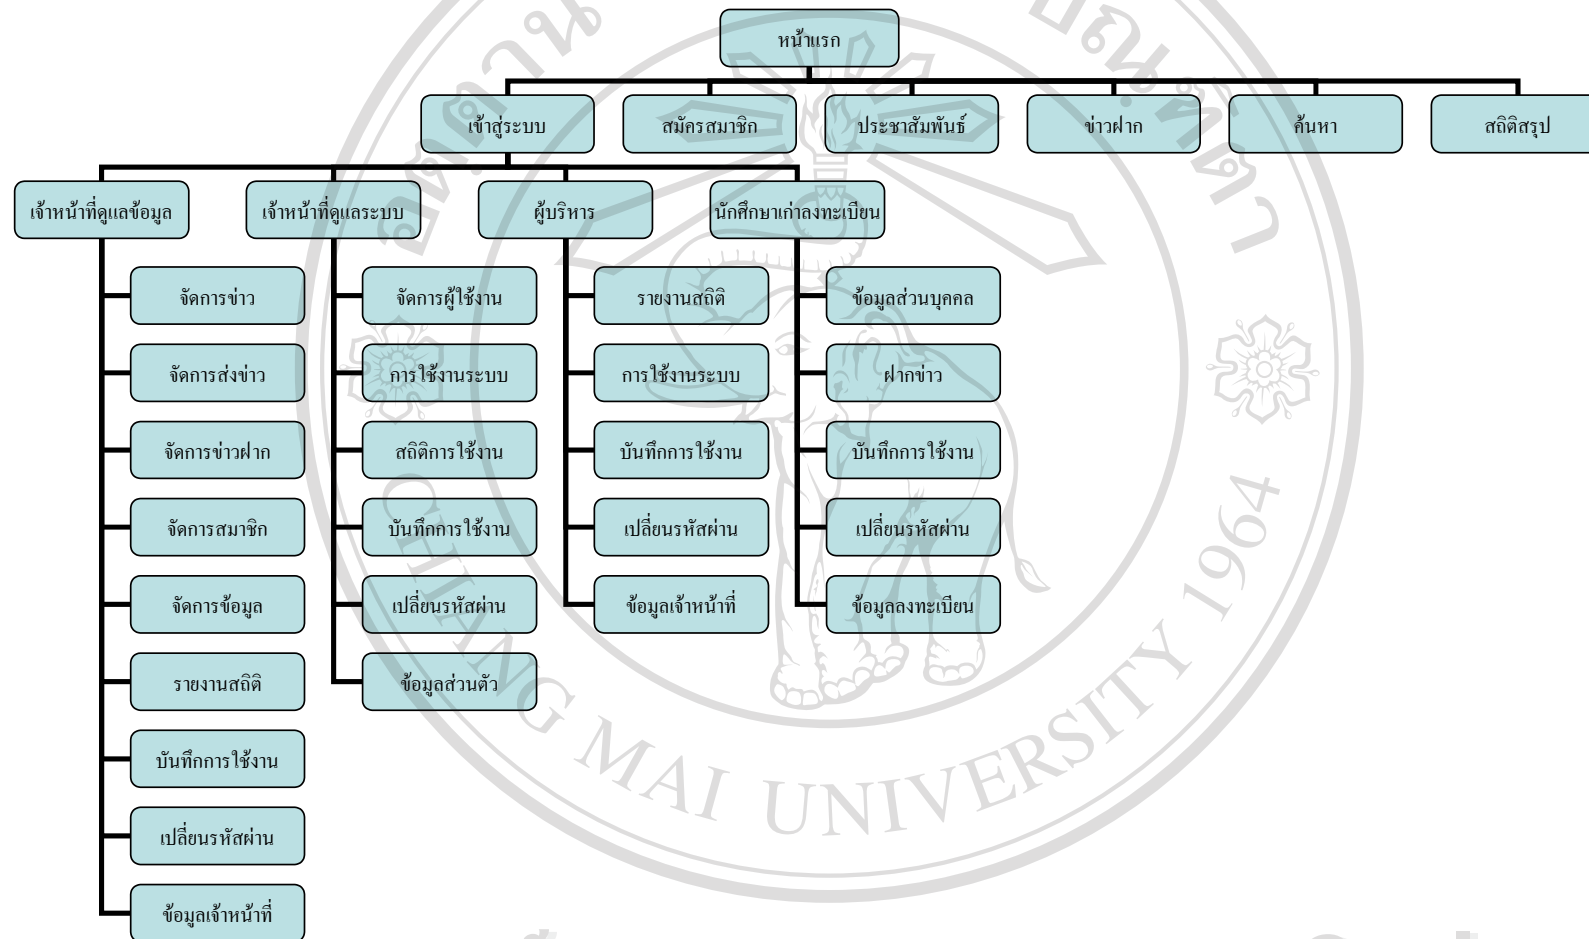 หน้าแรก
เข้าสู่ระบบ
สมัครสมาชิก
ประชาสัมพันธ์
ข่าวฝาก
ค้นหา
สถิติสรุป
เจ้าหน้าที่ดูแลข้อมูล
เจ้าหน้าที่ดูแลระบบ
ผู้บริหาร
นักศึกษาเก่าลงทะเบียน
จัดการข่าว
จัดการส่งข่าว
จัดการข่าวฝาก
จัดการสมาชิก
จัดการข้อมูล
รายงานสถิติ
บันทึกการใช้งาน
เปลี่ยนรหัสผ่าน
ข้อมูลเจ้าหน้าที่
จัดการผู้ใช้งาน
การใช้งานระบบ
สถิติการใช้งาน
บันทึกการใช้งาน
เปลี่ยนรหัสผ่าน
ข้อมูลส่วนตัว
รายงานสถิติ
การใช้งานระบบ
บันทึกการใช้งาน
เปลี่ยนรหัสผ่าน
ข้อมูลเจ้าหน้าที่
ข้อมูลส่วนบุคคล
ฝากข่าว
บันทึกการใช้งาน
เปลี่ยนรหัสผ่าน
ข้อมูลลงทะเบียน
CHIANG MAI UNIVERSITY 1964